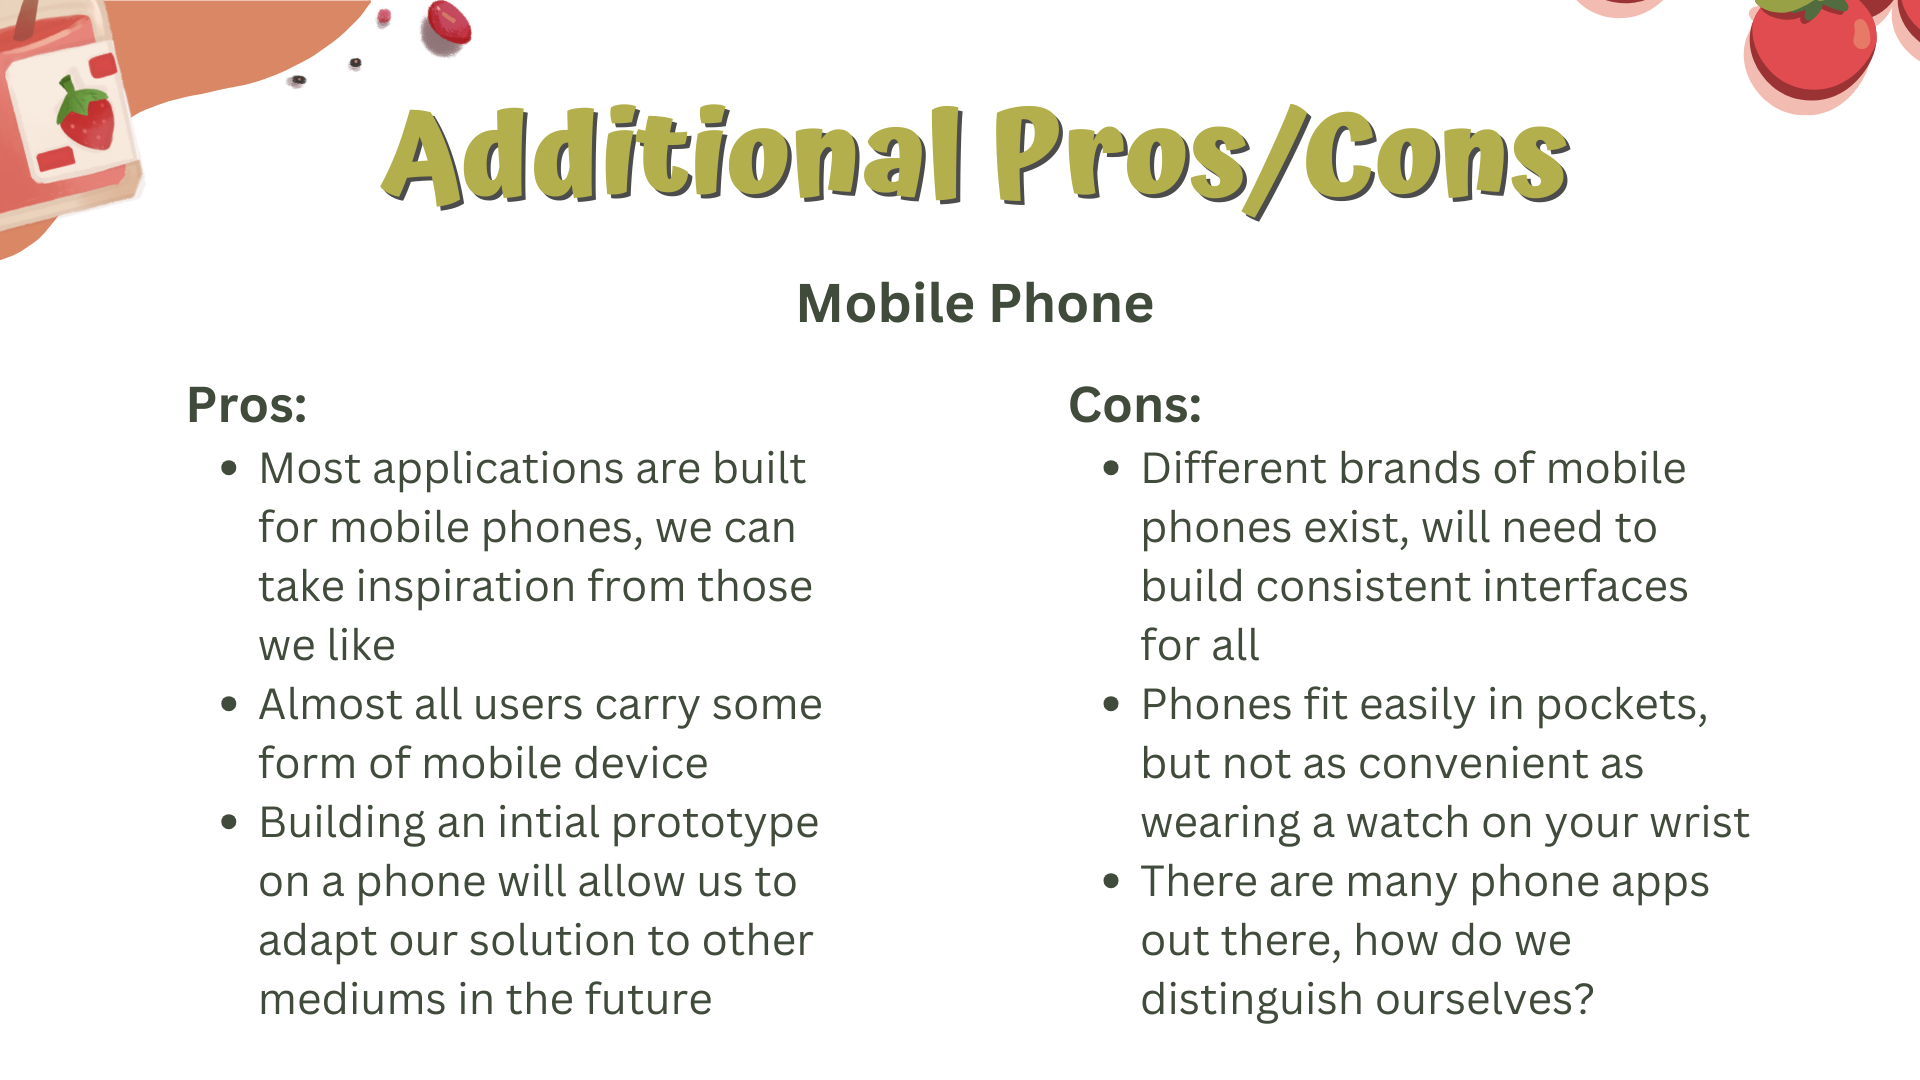 Additional Pros/Cons
Mobile Phone
Pros:
• Most applications are built
for mobile phones, we can
take inspiration from those
we like
• Almost all users carry some
form of mobile device
• Building an intial prototype
on a phone will allow us to
adapt our solution to other
mediums in the future
Cons:
• Different brands of mobile
phones exist, will need to
build consistent interfaces
for all
• Phones fit easily in pockets,
but not as convenient as
wearing a watch on your wrist
• There are many phone apps
out there, how do we
distinguish ourselves?